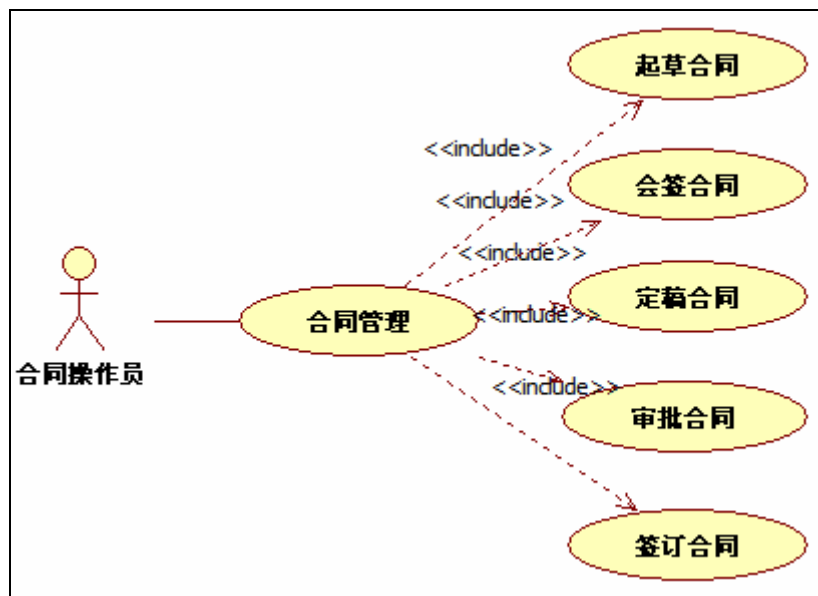 起草合同
<<include>>
会签合同
<<include>>
<<include>>
定稿合同
<<include>>
合同管理
合同操作员
<<include>>
审批合同
签订合同